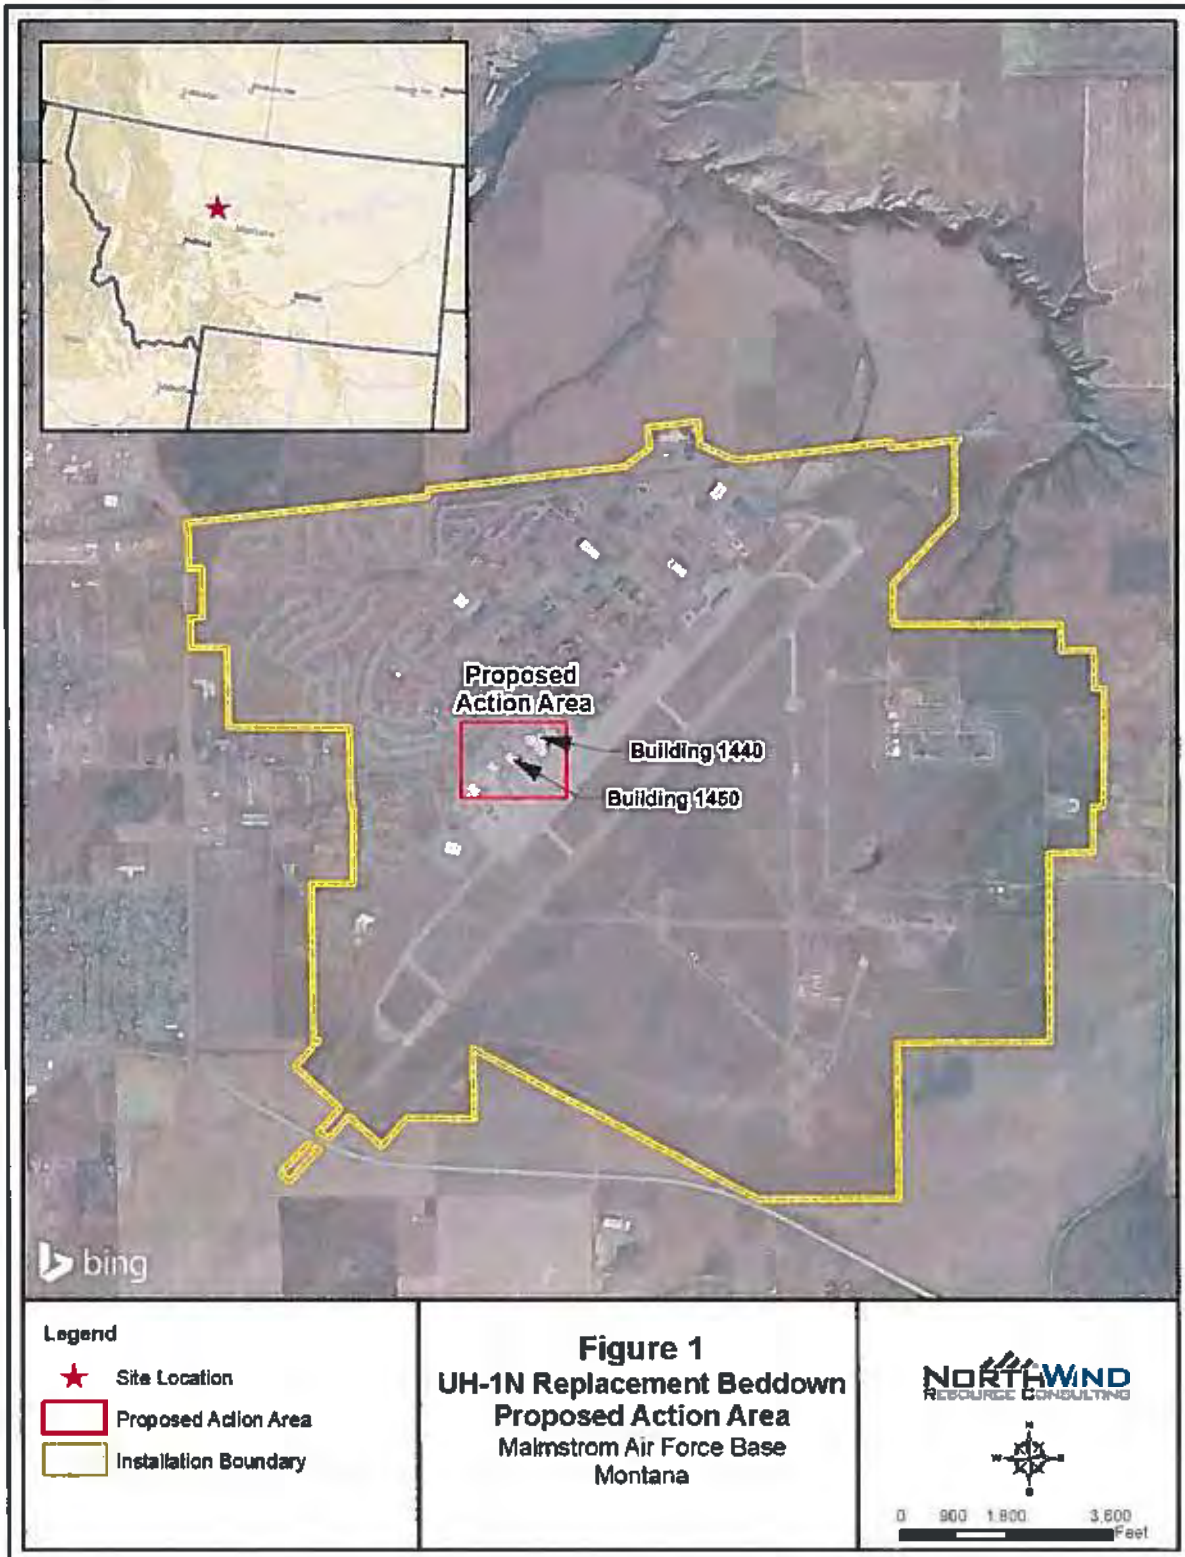 Proposed
Action Area
Building 1440
Building 1450
bing
Legend
Site Location
Proposed Action Area
Installation Boundary
Figure 1
UH-1N Replacement Beddown
Proposed Action Area
Malmstrom Air Force Base
Montana
NORTHWIND
RESOURCE CONSULTING
N
W E
S
0 900 1,800 3,600
Feet